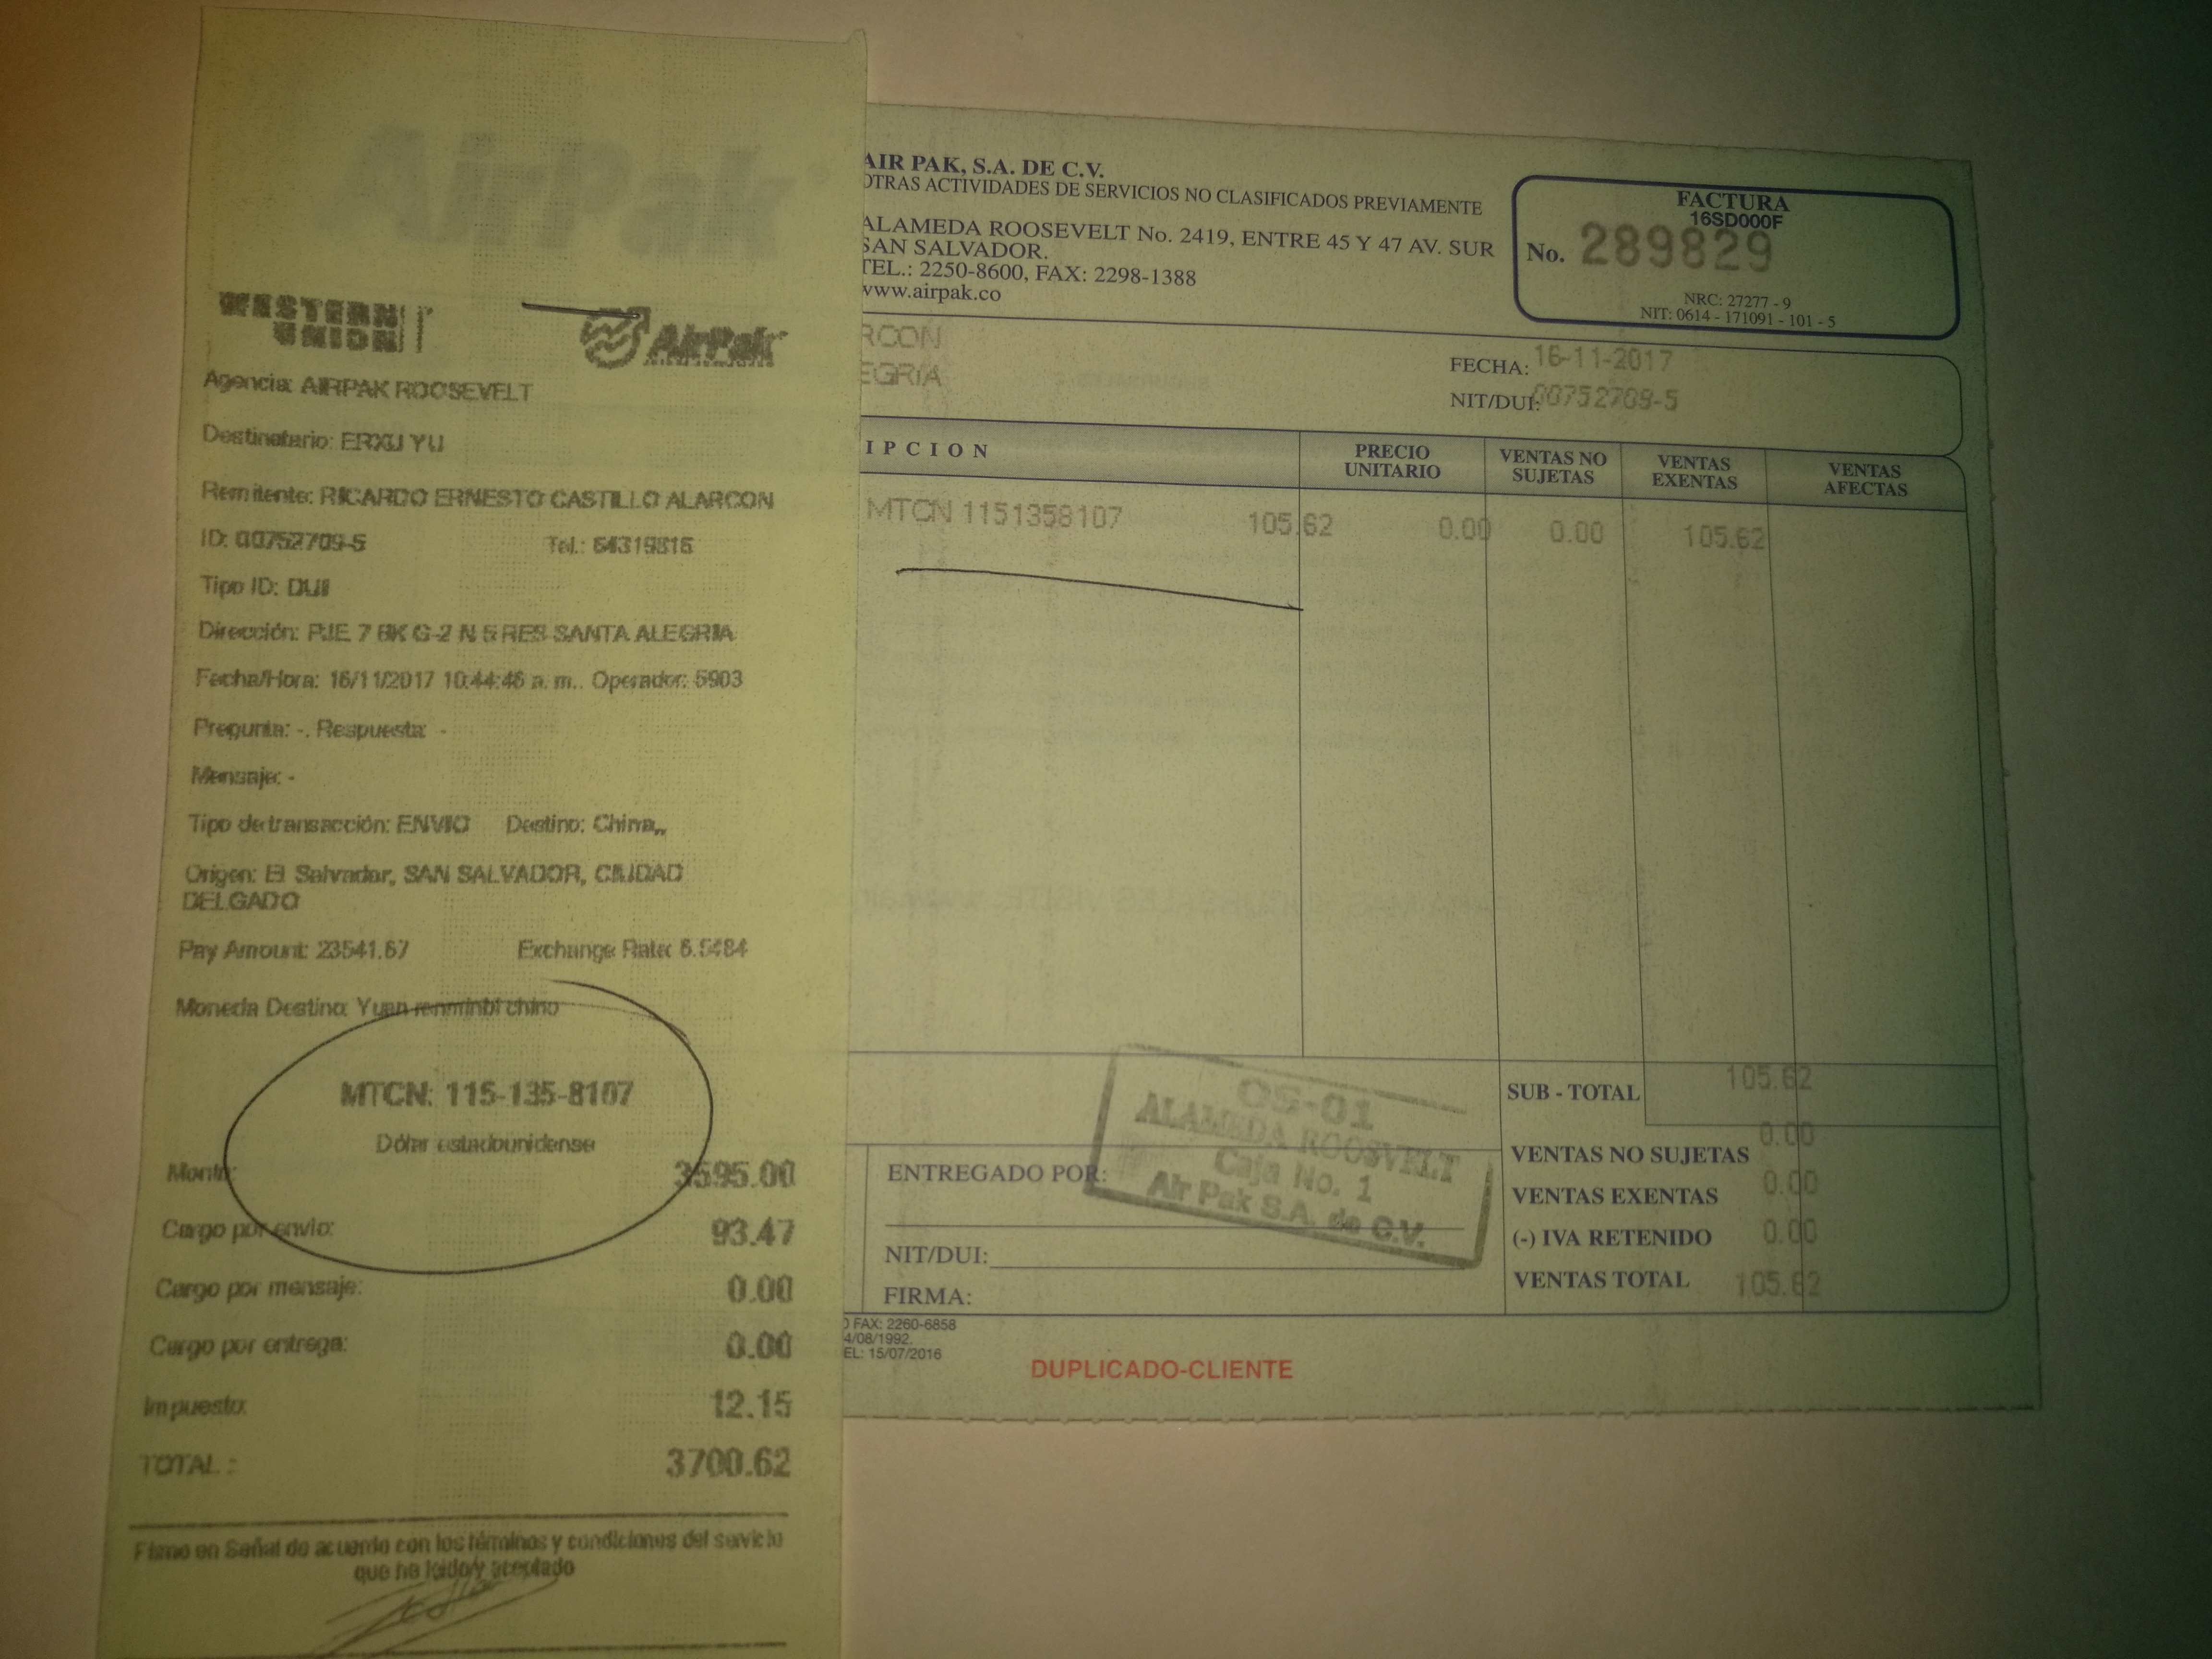 AirPak
WESTERN UNION AirPak
Agencia: AIRPAK ROOSEVELT
Destinatario: ERXU YU
Remitente: RICARDO ERNESTO CASTILLO ALARCON
ID: 00752709-5 Tel.:
Tipo ID: DUI
Dirección: PJE 7 BK G-2 N 5 RES SANTA ALEGRIA
Fecha/Hora: 16/11/2017 10:44:46 a. m.. Operador: 5903
Pregunta: -. Respuesta: -
Mensaje: -
Tipo de transacción: ENVIO Destino: China,,
Origen: El Salvador, SAN SALVADOR, CIUDAD
DELGADO
Pay Amount: 23541.67 Exchange Rate: 6.5484
Moneda Destino: Yuan renminbi chino
MTCN: 115-135-8107
Dólar estadounidense
Monto: 3595.00
Cargo por envio: 93.47
Cargo por mensaje: 0.00
Cargo por entrega: 0.00
Impuesto: 12.15
TOTAL : 3700.62
Firmo en Señal de acuerdo con los términos y condiciones del servicio
que he leido y aceptado
AIR PAK, S.A. DE C.V.
OTRAS ACTIVIDADES DE SERVICIOS NO CLASIFICADOS PREVIAMENTE
ALAMEDA ROOSEVELT No. 2419, ENTRE 45 Y 47 AV. SUR
SAN SALVADOR.
TEL.: 2250-8600, FAX: 2298-1388
www.airpak.co
FACTURA
16SD000F
No. 289829
NRC: 27277 - 9
NIT: 0614 - 171091 - 101 - 5
RCON
EGRIA
FECHA: 16-11-2017
NIT/DUI: 00752709-5
IPCION PRECIO UNITARIO VENTAS NO SUJETAS VENTAS EXENTAS VENTAS AFECTAS
MTCN 1151358107 105.62 0.00 0.00 105.62
SUB - TOTAL 105.62
0.00
VENTAS NO SUJETAS
VENTAS EXENTAS 0.00
(-) IVA RETENIDO 0.00
VENTAS TOTAL 105.62
OS-01
ALAMEDA ROOSVELT
Caja No. 1
Air Pak S.A. de C.V.
ENTREGADO POR:
NIT/DUI:
FIRMA:
O FAX: 2260-6858
4/08/1992.
EL: 15/07/2016
DUPLICADO-CLIENTE